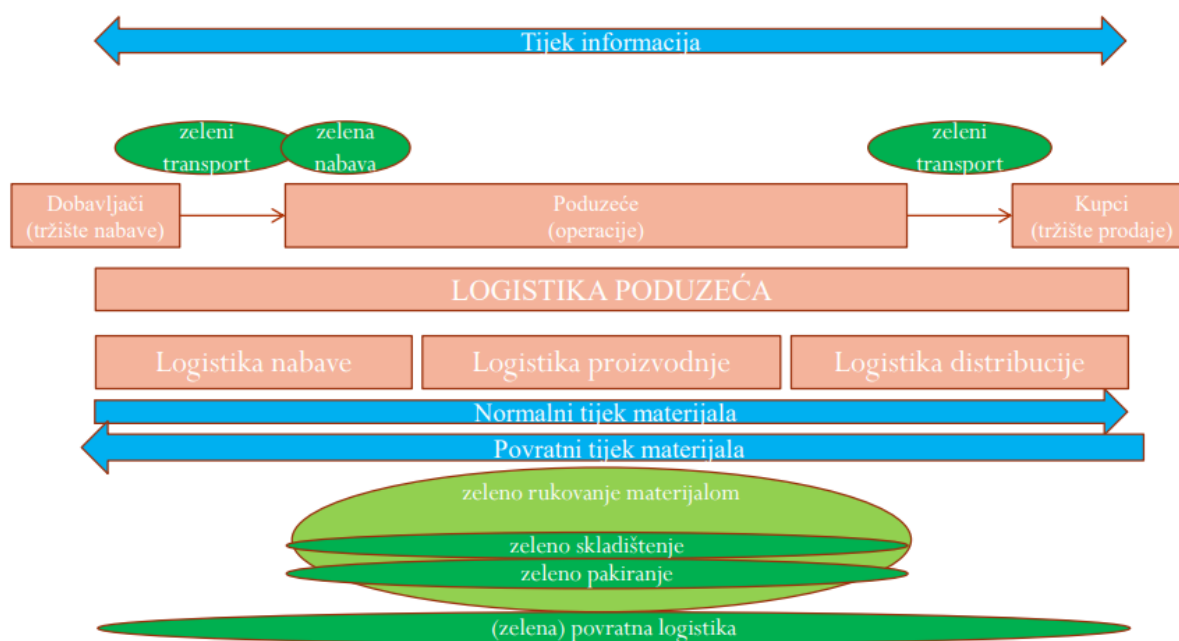 Tijek informacija
zeleni
transport
zelena
nabava
zeleni
transport
Dobavljači
(tržište nabave)
Poduzeće
(operacije)
Kupci
(tržište prodaje)
LOGISTIKA PODUZEĆA
Logistika nabave
Logistika proizvodnje
Logistika distribucije
Normalni tijek materijala
Povratni tijek materijala
zeleno rukovanje materijalom
zeleno skladištenje
zeleno pakiranje
(zelena) povratna logistika